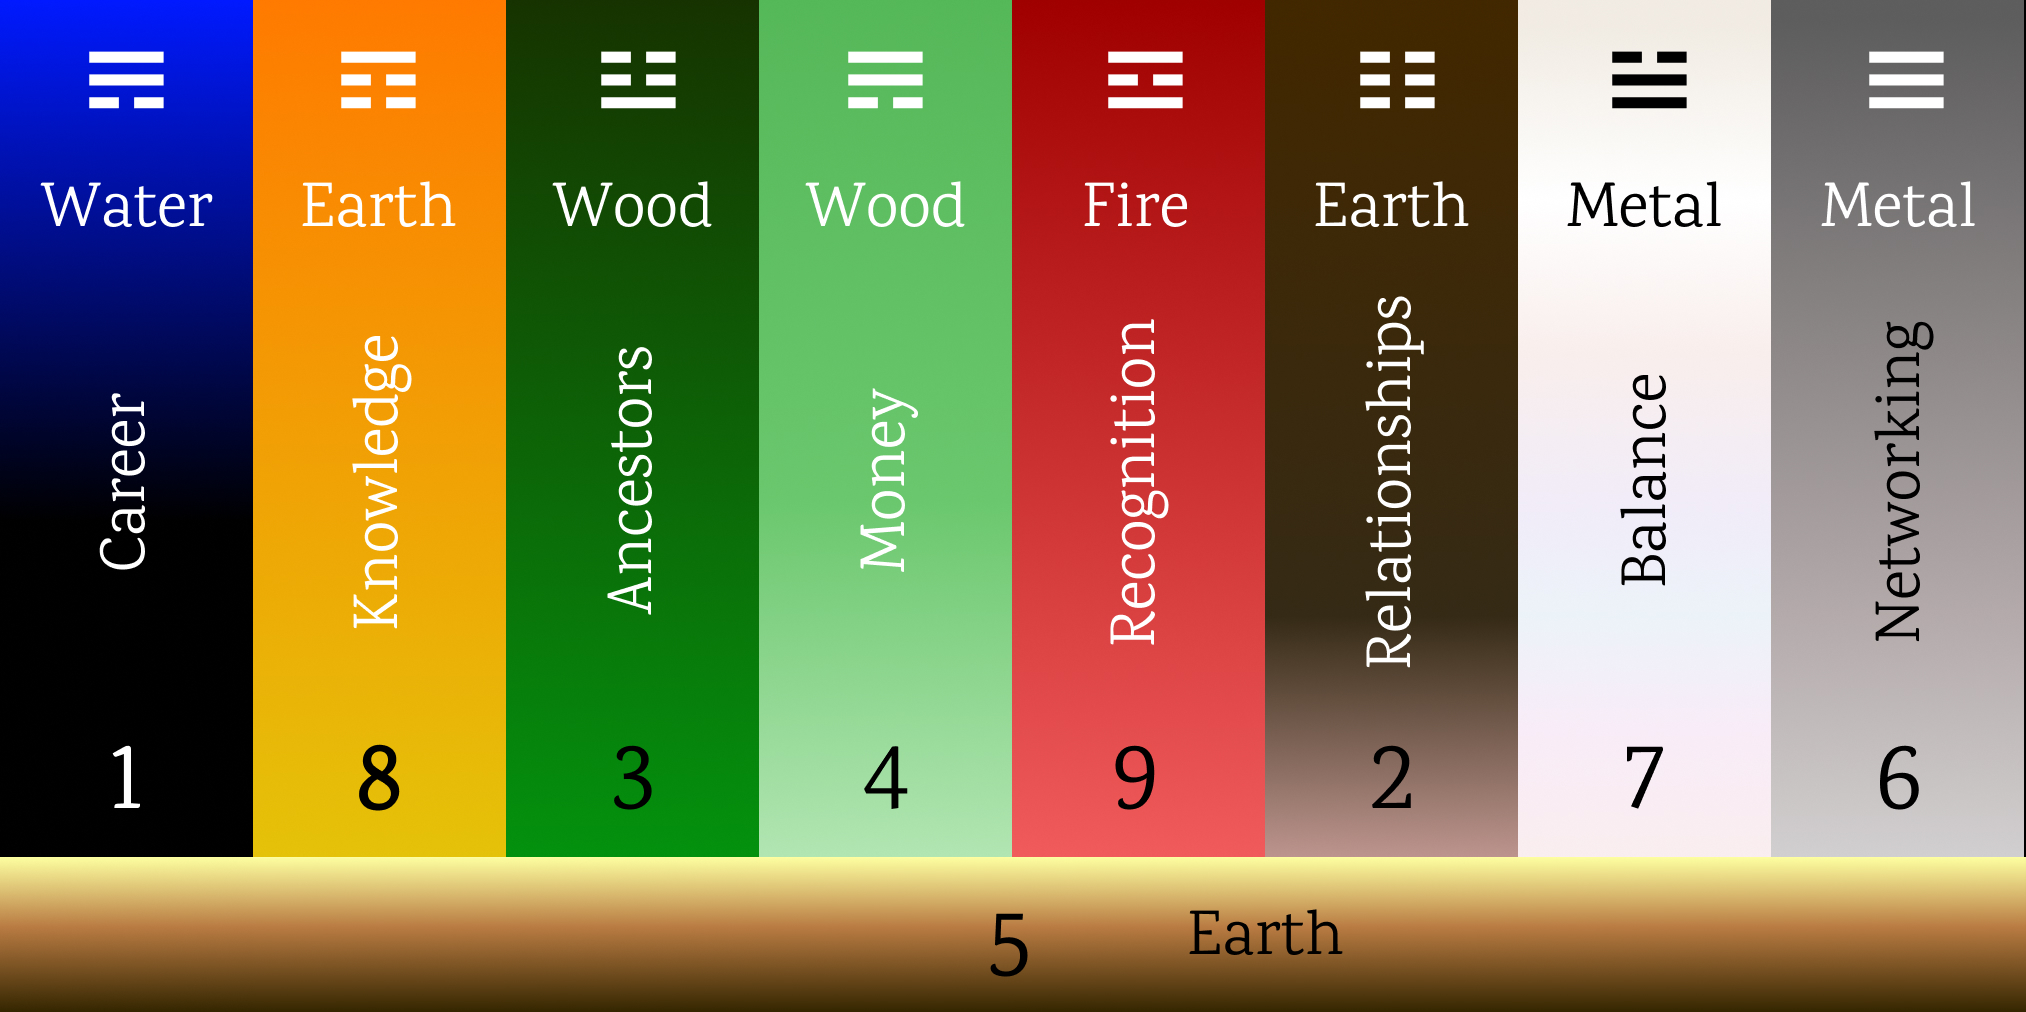 Water Earth Wood Wood Fire Earth Metal Metal
Career
Knowledge
Ancestors
Money
Recognition
Relationships
Balance
Networking
1 8 3 4 9 2 7 6
5 Earth